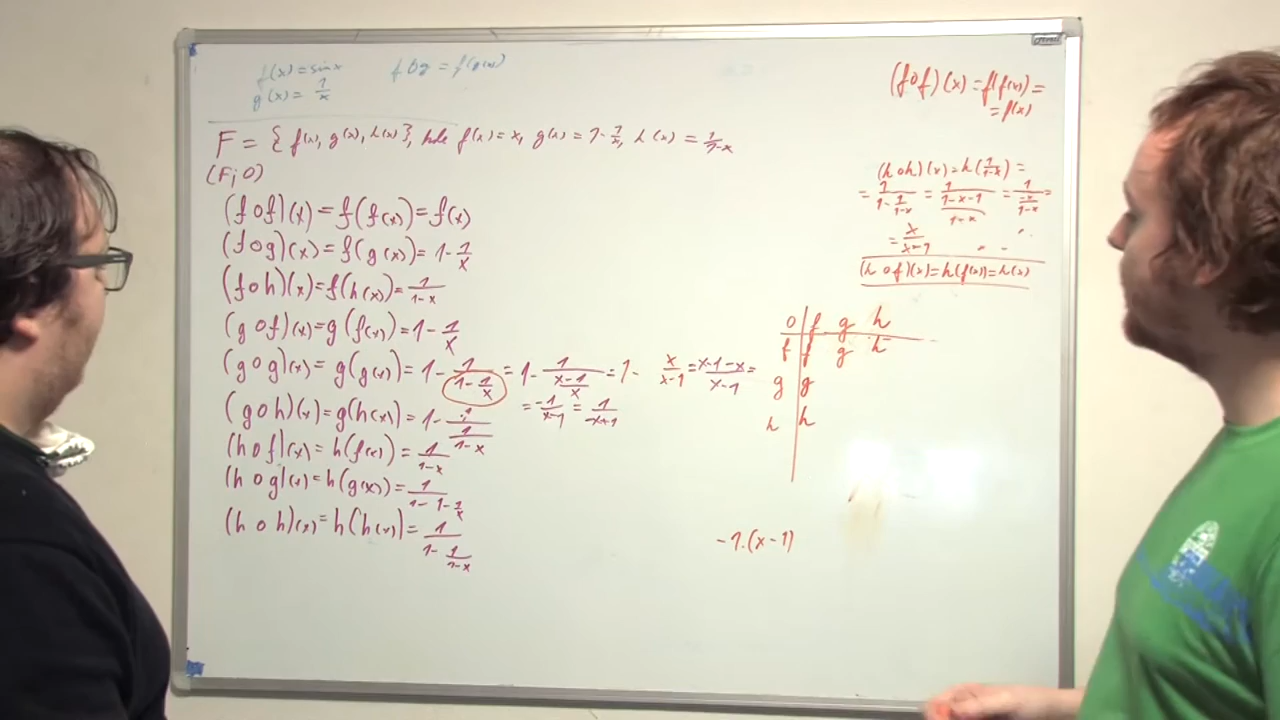 f(x) = sin x
g(x) = 1/x
f o g = f(g(x))
F = { f(x), g(x), h(x) }, f(x) = x, g(x) = 1 - 1/x, h(x) = 1/(1-x)
(F; O)
(f o f)(x) = f(f(x)) = f(x)
(f o g)(x) = f(g(x)) = 1 - 1/x
(f o h)(x) = f(h(x)) = 1/(1-x)
(g o f)(x) = g(f(x)) = 1 - 1/x
(g o g)(x) = g(g(x)) = 1 - 1/(1 - 1/x) = 1 - 1/((x-1)/x) = 1 - x/(x-1) = (x-1-x)/(x-1) =
= -1/(x-1) = 1/(-x+1)
(g o h)(x) = g(h(x)) = 1 - 1/(1/(1-x))
(h o f)(x) = h(f(x)) = 1/(1-x)
(h o g)(x) = h(g(x)) = 1/(1 - 1 - 1/x)
(h o h)(x) = h(h(x)) = 1/(1 - 1/(1-x))
(f o f)(x) = f(f(x)) =
= f(x)
(h o h)(x) = h(1/(1-x)) =
= 1/(1 - 1/(1-x)) = 1/((1-x-1)/(1-x)) = 1/(-x/(1-x)) =
= x/(x-1)
(h o f)(x) = h(f(x)) = h(x)
o f g h
f f g h
g g
h h
-1.(x-1)